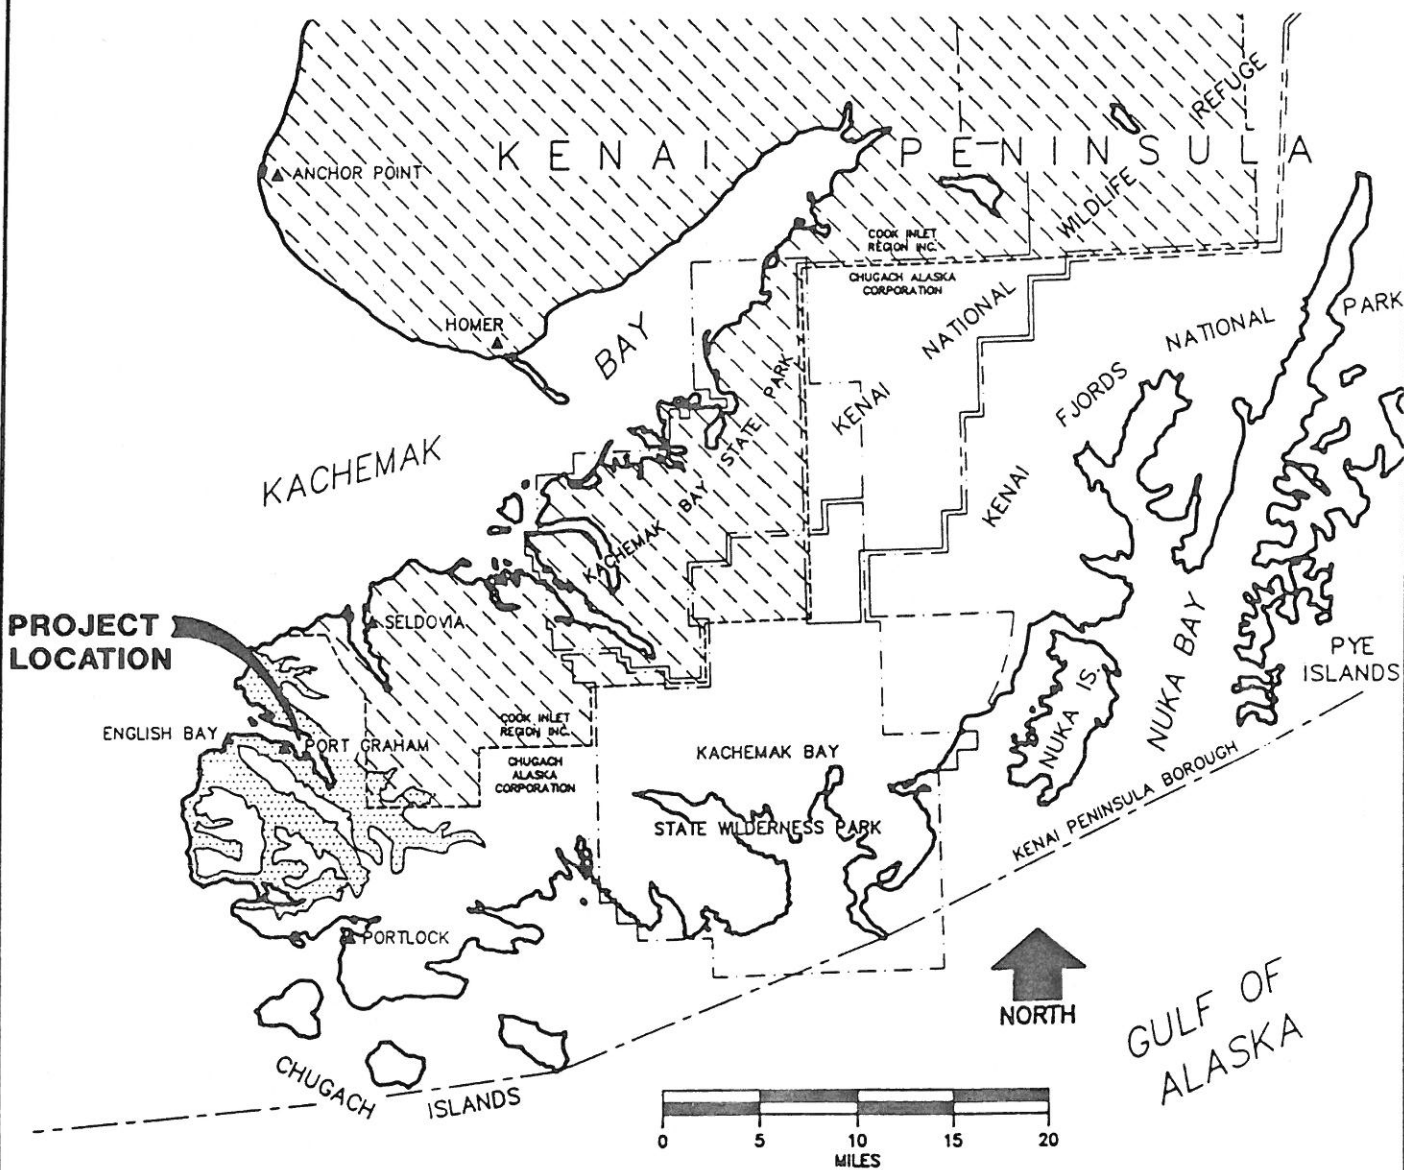 KENAI PENINSULA
REFUGE
WILDLIFE
NATIONAL
KENAI
ANCHOR POINT
COOK INLET
REGION INC.
CHUGACH ALASKA
CORPORATION
HOMER
BAY
KACHEMAK
KACHEMAK BAY STATE PARK
KENAI
FJORDS
NATIONAL
PARK
PROJECT
LOCATION
SELDOVIA
ENGLISH BAY
PORT GRAHAM
COOK INLET
REGION INC.
CHUGACH
ALASKA
CORPORATION
KACHEMAK BAY
STATE WILDERNESS PARK
NUKA IS.
NUKA BAY
PYE
ISLANDS
KENAI PENINSULA BOROUGH
PORTLOCK
CHUGACH ISLANDS
NORTH
GULF OF
ALASKA
0 5 10 15 20
MILES